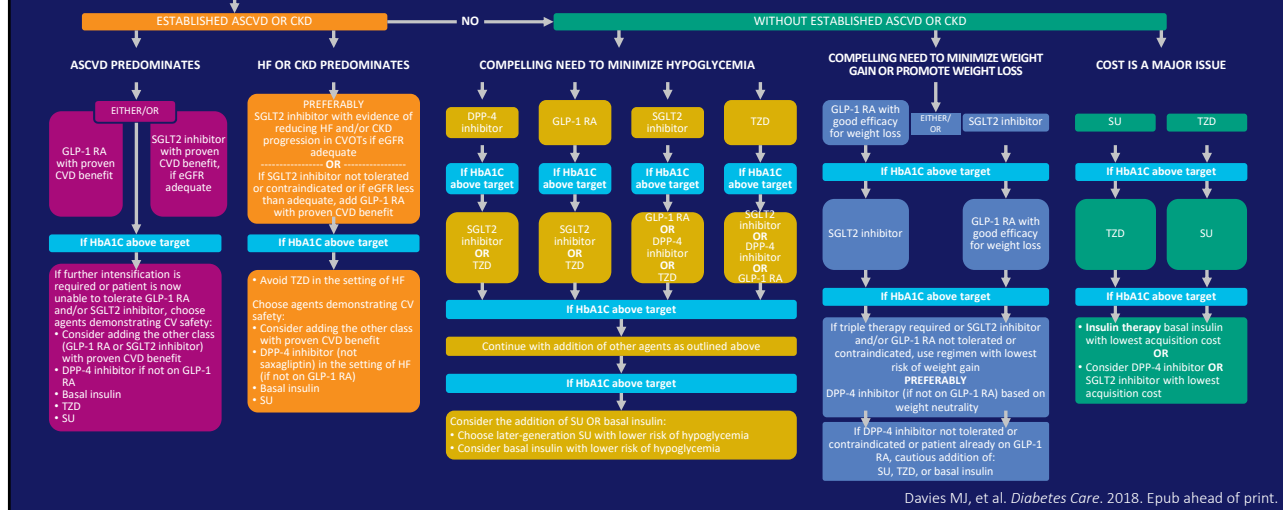 ESTABLISHED ASCVD OR CKD
NO
WITHOUT ESTABLISHED ASCVD OR CKD
ASCVD PREDOMINATES
EITHER/OR
GLP-1 RA
with proven
CVD benefit
SGLT2 inhibitor
with proven
CVD benefit,
if eGFR
adequate
If HbA1C above target
If further intensification is
required or patient is now
unable to tolerate GLP-1 RA
and/or SGLT2 inhibitor, choose
agents demonstrating CV safety:
• Consider adding the other class
(GLP-1 RA or SGLT2 inhibitor)
with proven CVD benefit
• DPP-4 inhibitor if not on GLP-1
RA
• Basal insulin
• TZD
• SU
HF OR CKD PREDOMINATES
PREFERABLY
SGLT2 inhibitor with evidence of
reducing HF and/or CKD
progression in CVOTs if eGFR
adequate
----------------- OR -----------------
If SGLT2 inhibitor not tolerated
or contraindicated or if eGFR less
than adequate, add GLP-1 RA
with proven CVD benefit
If HbA1C above target
• Avoid TZD in the setting of HF
Choose agents demonstrating CV
safety:
• Consider adding the other class
with proven CVD benefit
• DPP-4 inhibitor (not
saxagliptin) in the setting of HF
(if not on GLP-1 RA)
• Basal insulin
• SU
COMPELLING NEED TO MINIMIZE HYPOGLYCEMIA
DPP-4
inhibitor
GLP-1 RA
SGLT2
inhibitor
TZD
If HbA1C
above target
If HbA1C
above target
If HbA1C
above target
If HbA1C
above target
SGLT2
inhibitor
OR
TZD
SGLT2
inhibitor
OR
TZD
GLP-1 RA
OR
DPP-4
inhibitor
OR
TZD
SGLT2
inhibitor
OR
DPP-4
inhibitor
OR
GLP-1 RA
If HbA1C above target
Continue with addition of other agents as outlined above
If HbA1C above target
Consider the addition of SU OR basal insulin:
• Choose later-generation SU with lower risk of hypoglycemia
• Consider basal insulin with lower risk of hypoglycemia
COMPELLING NEED TO MINIMIZE WEIGHT
GAIN OR PROMOTE WEIGHT LOSS
GLP-1 RA with
good efficacy
for weight loss
EITHER/
OR
SGLT2 inhibitor
If HbA1C above target
SGLT2 inhibitor
GLP-1 RA with
good efficacy
for weight loss
If HbA1C above target
If triple therapy required or SGLT2 inhibitor
and/or GLP-1 RA not tolerated or
contraindicated, use regimen with lowest
risk of weight gain
PREFERABLY
DPP-4 inhibitor (if not on GLP-1 RA) based on
weight neutrality
If DPP-4 inhibitor not tolerated or
contraindicated or patient already on GLP-1
RA, cautious addition of:
SU, TZD, or basal insulin
COST IS A MAJOR ISSUE
SU
TZD
If HbA1C above target
TZD
SU
If HbA1C above target
• Insulin therapy basal insulin
with lowest acquisition cost
OR
• Consider DPP-4 inhibitor OR
SGLT2 inhibitor with lowest
acquisition cost
Davies MJ, et al. Diabetes Care. 2018. Epub ahead of print.